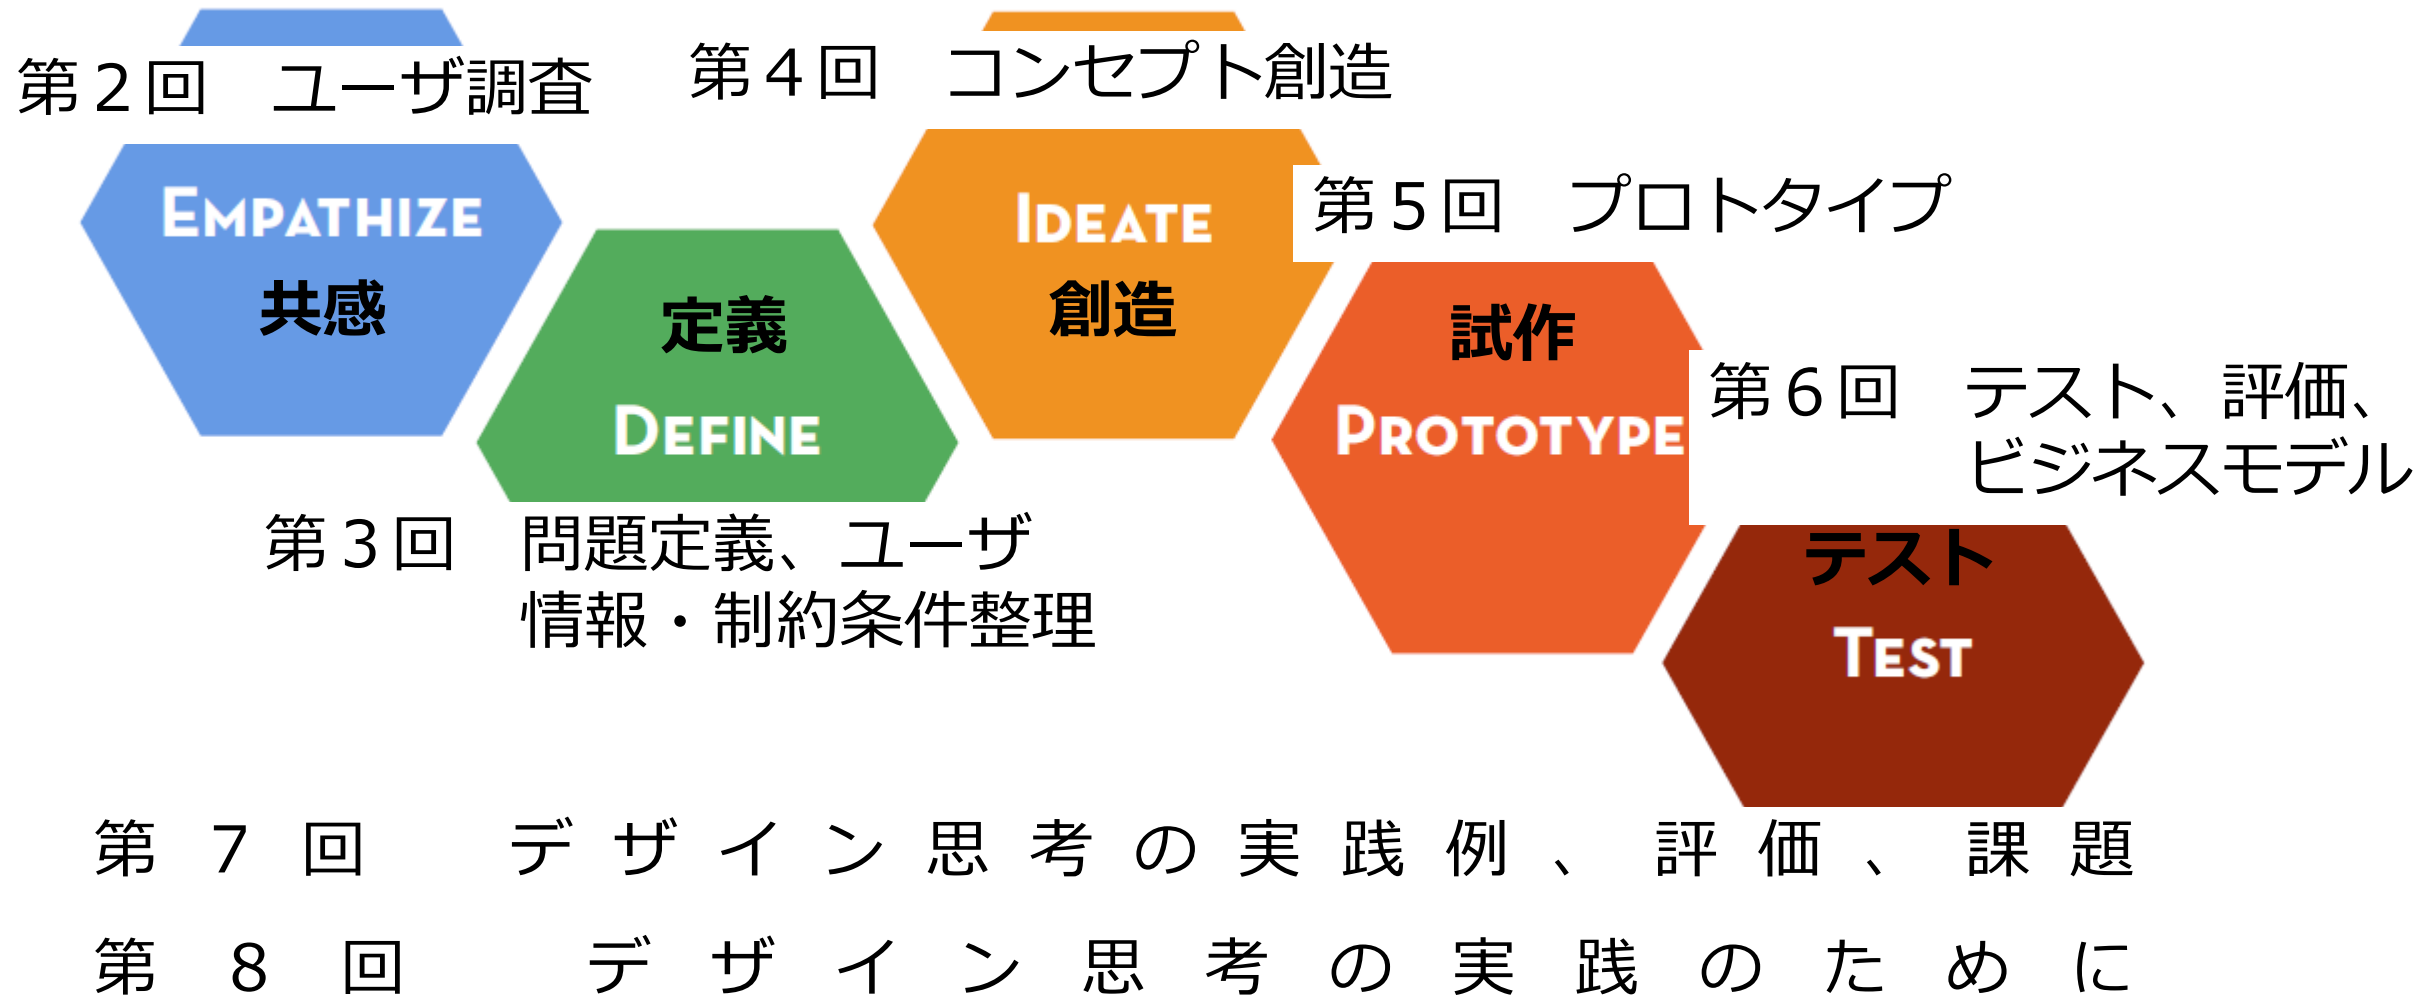 第２回　ユーザ調査
EMPATHIZE
共感
第３回　問題定義、ユーザ
情報・制約条件整理
定義
DEFINE
第４回　コンセプト創造
IDEATE
創造
第５回　プロトタイプ
試作
PROTOTYPE
第６回　テスト、評価、
ビジネスモデル
テスト
TEST
第７回　デザイン思考の実践例、評価、課題
第８回　デザイン思考の実践のために